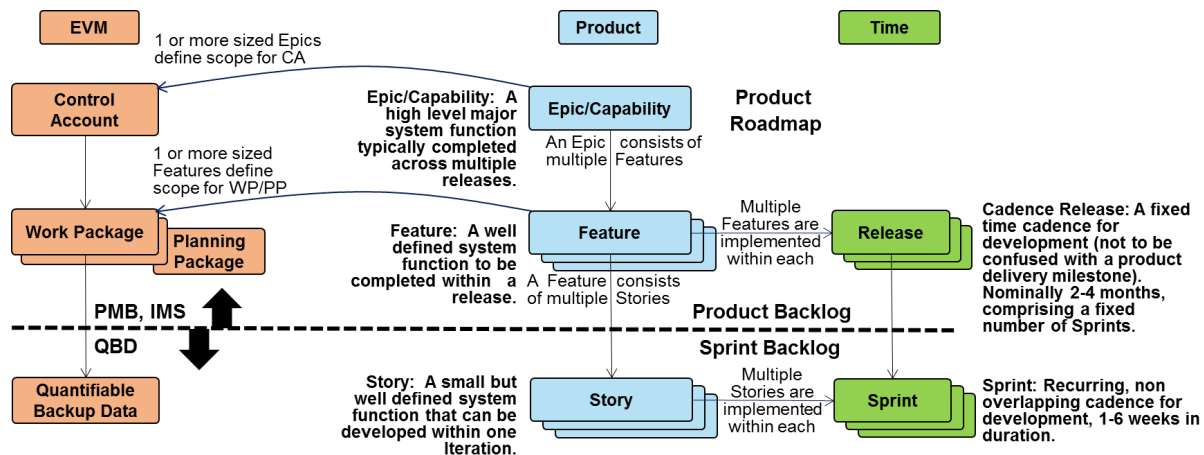 EVM
Product
Time
1 or more sized Epics
define scope for CA
Control
Account
Epic/Capability: A
high level major
system function
typically completed
across multiple
releases.
Epic/Capability
Product
Roadmap
An Epic consists of
multiple Features
1 or more sized
Features define
scope for WP/PP
Work Package
Planning
Package
Feature: A well
defined system
function to be
completed within a
release.
Feature
Multiple
Features are
implemented
within each
Release
Cadence Release: A fixed
time cadence for
development (not to be
confused with a product
delivery milestone).
Nominally 2-4 months,
comprising a fixed
number of Sprints.
A Feature consists
of multiple Stories
PMB, IMS
Product Backlog
QBD
Sprint Backlog
Quantifiable
Backup Data
Story: A small but
well defined system
function that can be
developed within one
Iteration.
Story
Multiple
Stories are
implemented
within each
Sprint
Sprint: Recurring, non
overlapping cadence for
development, 1-6 weeks in
duration.